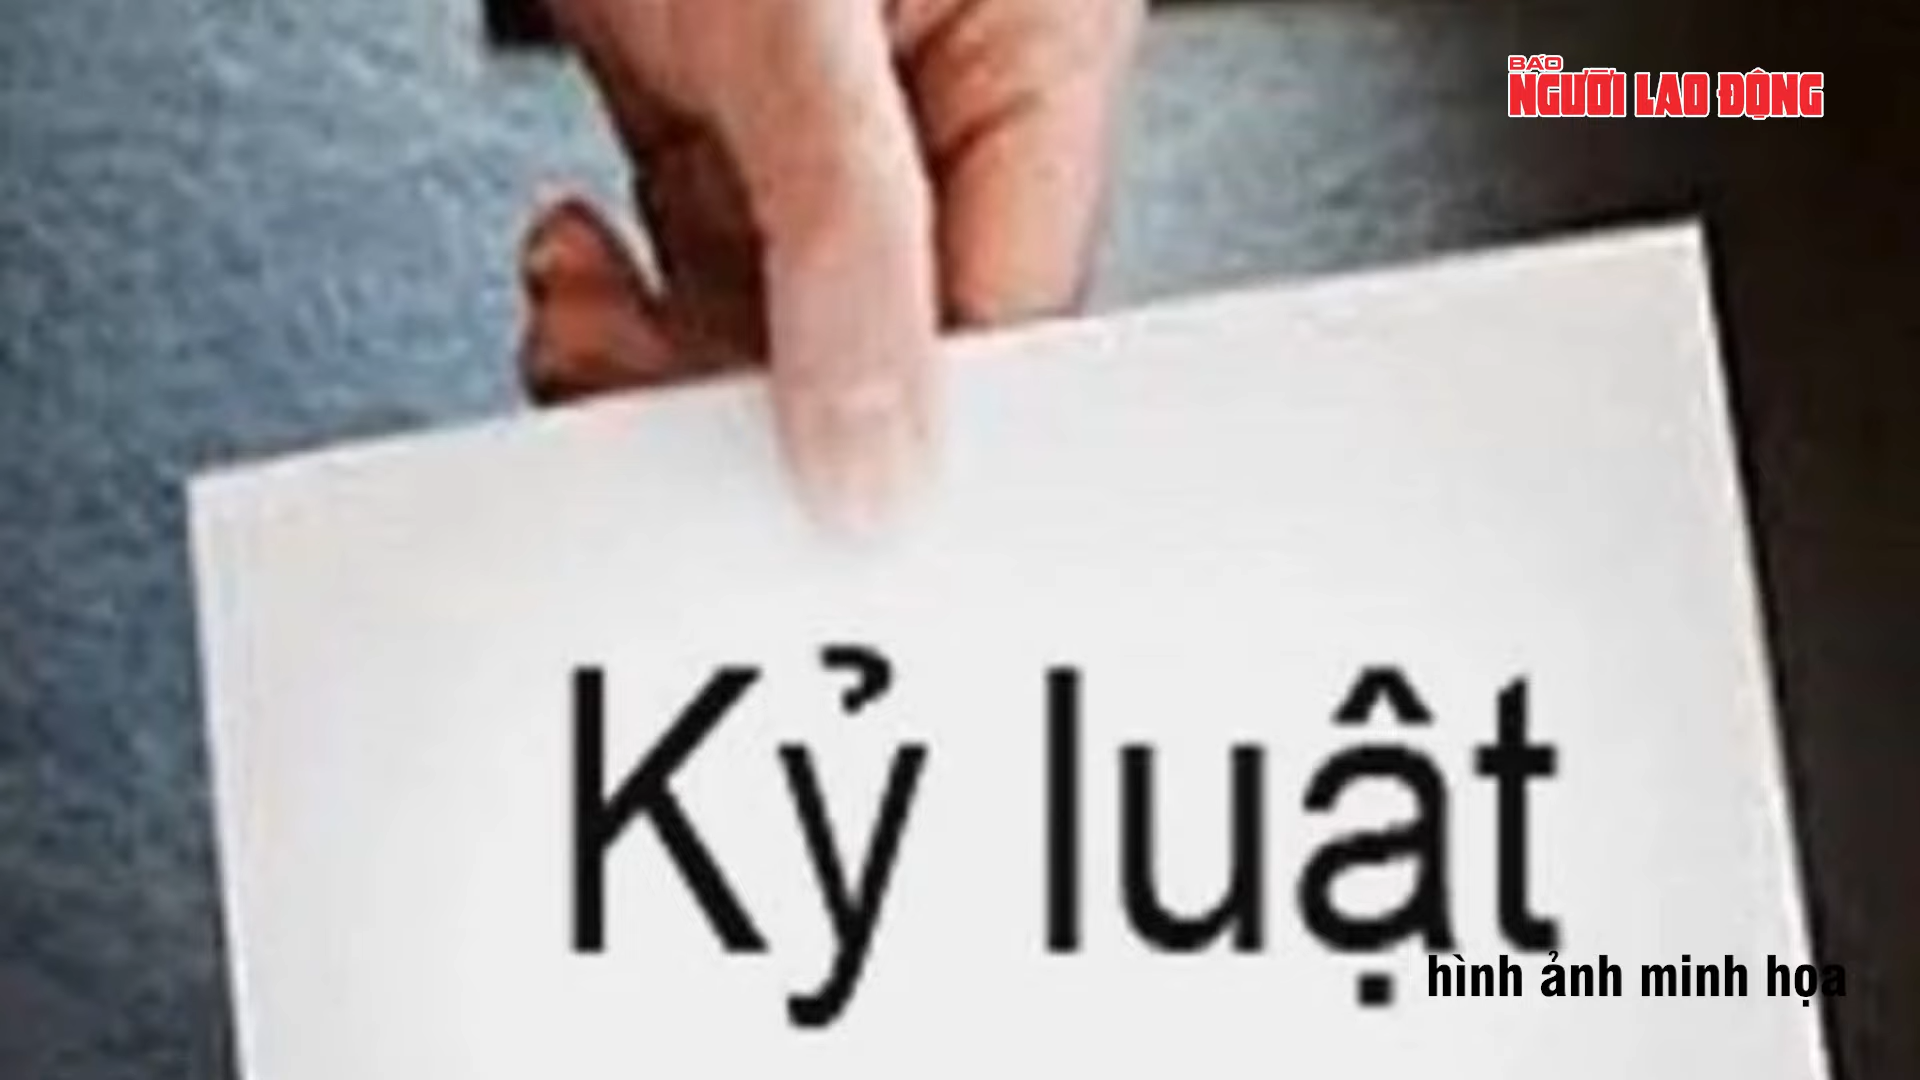 BÁO
NGƯỜI LAO ĐỘNG
Kỷ luật
hình ảnh minh họa